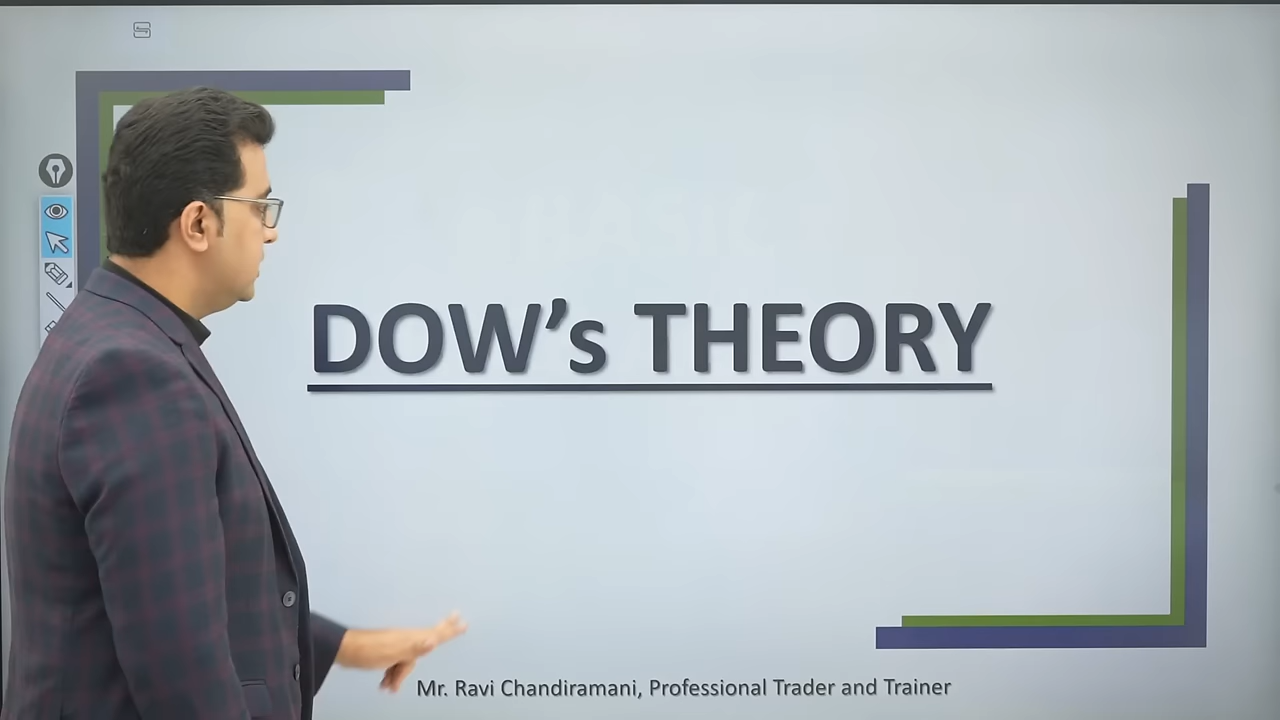 DOW's THEORY
Mr. Ravi Chandiramani, Professional Trader and Trainer